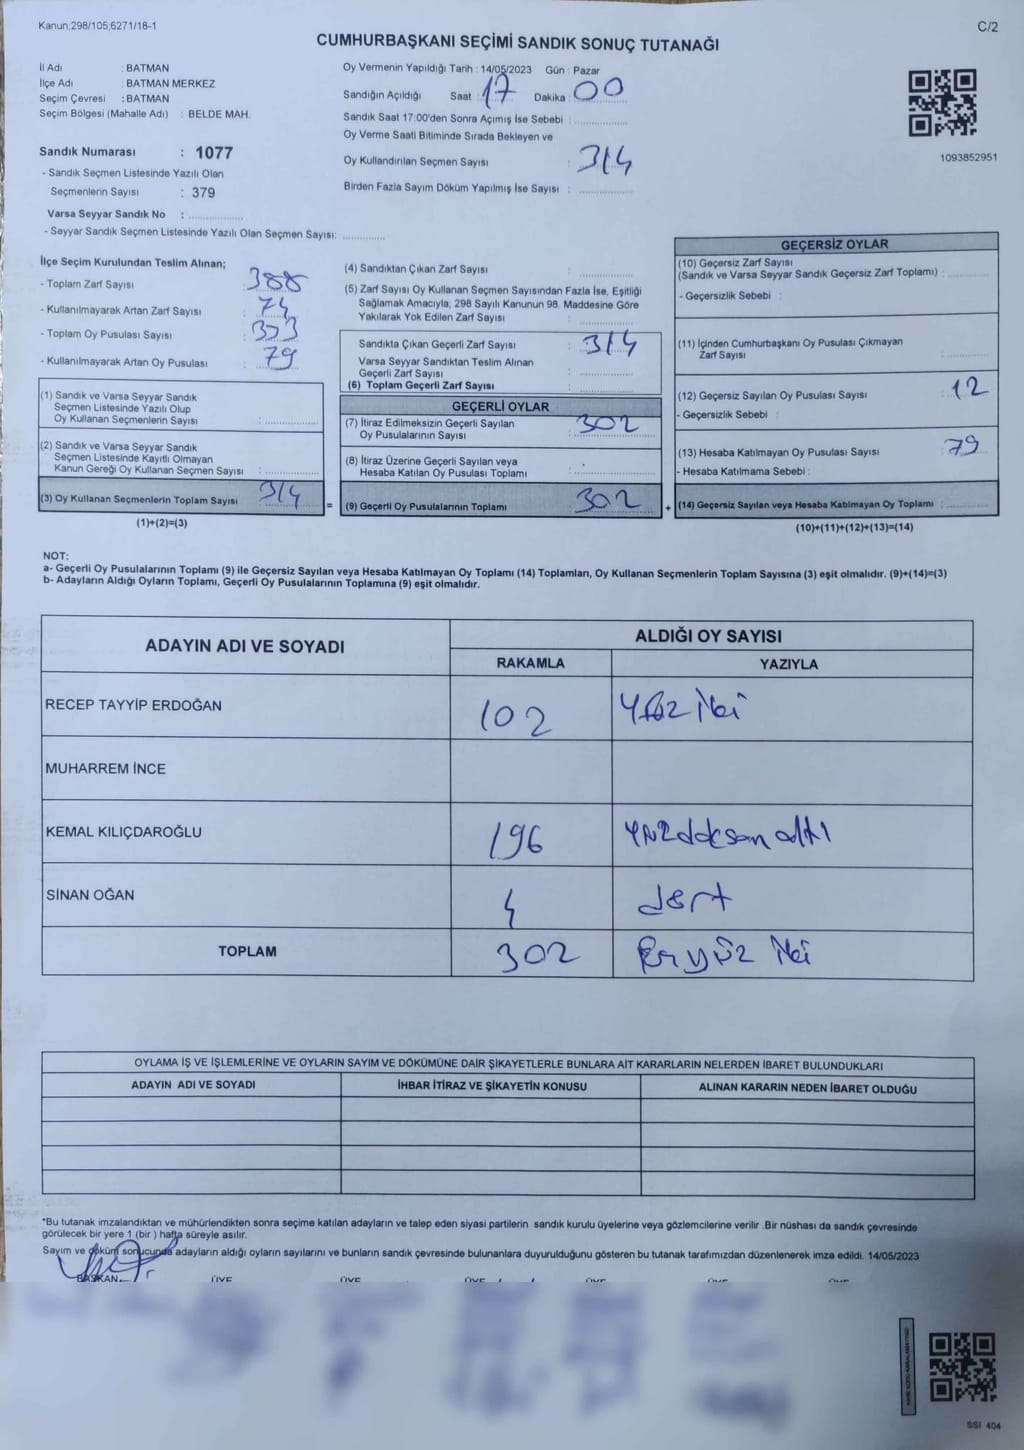 Kanun;298/105;6271/18-1
C/2
CUMHURBAŞKANI SEÇİMİ SANDIK SONUÇ TUTANAĞI
İl Adı : BATMAN
İlçe Adı : BATMAN MERKEZ
Seçim Çevresi : BATMAN
Seçim Bölgesi (Mahalle Adı) : BELDE MAH.
Oy Vermenin Yapıldığı Tarih : 14/05/2023 Gün : Pazar
Sandığın Açıldığı Saat : 17 Dakika : 00
Sandık Saat 17:00'den Sonra Açımış İse Sebebi :
Oy Verme Saati Bitiminde Sırada Bekleyen ve
Oy Kullandırılan Seçmen Sayısı : 314
Birden Fazla Sayım Döküm Yapılmış İse Sayısı :
1093852951
Sandık Numarası : 1077
- Sandık Seçmen Listesinde Yazılı Olan
Seçmenlerin Sayısı : 379
Varsa Seyyar Sandık No :
- Seyyar Sandık Seçmen Listesinde Yazılı Olan Seçmen Sayısı:
İlçe Seçim Kurulundan Teslim Alınan;
- Toplam Zarf Sayısı : 388
- Kullanılmayarak Artan Zarf Sayısı : 74
- Toplam Oy Pusulası Sayısı :
- Kullanılmayarak Artan Oy Pusulası : 79
(1) Sandık ve Varsa Seyyar Sandık
Seçmen Listesinde Yazılı Olup
Oy Kullanan Seçmenlerin Sayısı :
(2) Sandık ve Varsa Seyyar Sandık
Seçmen Listesinde Kayıtlı Olmayan
Kanun Gereği Oy Kullanan Seçmen Sayısı :
(3) Oy Kullanan Seçmenlerin Toplam Sayısı : 314
(1)+(2)=(3)
(4) Sandıktan Çıkan Zarf Sayısı :
(5) Zarf Sayısı Oy Kullanan Seçmen Sayısından Fazla İse, Eşitliği
Sağlamak Amacıyla; 298 Sayılı Kanunun 98. Maddesine Göre
Yakılarak Yok Edilen Zarf Sayısı :
Sandıkta Çıkan Geçerli Zarf Sayısı : 314
Varsa Seyyar Sandıktan Teslim Alınan
Geçerli Zarf Sayısı :
(6) Toplam Geçerli Zarf Sayısı :
GEÇERLİ OYLAR
(7) İtiraz Edilmeksizin Geçerli Sayılan
Oy Pusulalarının Sayısı : 302
(8) İtiraz Üzerine Geçerli Sayılan veya
Hesaba Katılan Oy Pusulası Toplamı :
= (9) Geçerli Oy Pusulalarının Toplamı : 302
GEÇERSİZ OYLAR
(10) Geçersiz Zarf Sayısı
(Sandık ve Varsa Seyyar Sandık Geçersiz Zarf Toplamı) :
- Geçersizlik Sebebi :
(11) İçinden Cumhurbaşkanı Oy Pusulası Çıkmayan
Zarf Sayısı :
(12) Geçersiz Sayılan Oy Pusulası Sayısı : 12
- Geçersizlik Sebebi :
(13) Hesaba Katılmayan Oy Pusulası Sayısı : 79
- Hesaba Katılmama Sebebi :
+ (14) Geçersiz Sayılan veya Hesaba Katılmayan Oy Toplamı :
(10)+(11)+(12)+(13)=(14)
NOT:
a- Geçerli Oy Pusulalarının Toplamı (9) ile Geçersiz Sayılan veya Hesaba Katılmayan Oy Toplamı (14) Toplamları, Oy Kullanan Seçmenlerin Toplam Sayısına (3) eşit olmalıdır. (9)+(14)=(3)
b- Adayların Aldığı Oyların Toplamı, Geçerli Oy Pusulalarının Toplamına (9) eşit olmalıdır.
ADAYIN ADI VE SOYADI
ALDIĞI OY SAYISI
RAKAMLA YAZIYLA
RECEP TAYYİP ERDOĞAN 102 Yüz iki
MUHARREM İNCE
KEMAL KILIÇDAROĞLU 196 Yüzdoksan altı
SİNAN OĞAN 4 dört
TOPLAM 302 üçyüz iki
OYLAMA İŞ VE İŞLEMLERİNE VE OYLARIN SAYIM VE DÖKÜMÜNE DAİR ŞİKAYETLERLE BUNLARA AİT KARARLARIN NELERDEN İBARET BULUNDUKLARI
ADAYIN ADI VE SOYADI İHBAR İTİRAZ VE ŞİKAYETİN KONUSU ALINAN KARARIN NEDEN İBARET OLDUĞU
*Bu tutanak imzalandıktan ve mühürlendikten sonra seçime katılan adayların ve talep eden siyasi partilerin sandık kurulu üyelerine veya gözlemcilerine verilir .Bir nüshası da sandık çevresinde
görülecek bir yere 1 (bir ) hafta süreyle asılır.
Sayım ve döküm sonucunda adayların aldığı oyların sayılarını ve bunların sandık çevresinde bulunanlara duyurulduğunu gösteren bu tutanak tarafımızdan düzenlenerek imza edildi. 14/05/2023
BAŞKAN ÜYE ÜYE ÜYE ÜYE ÜYE ÜYE
SSI 404